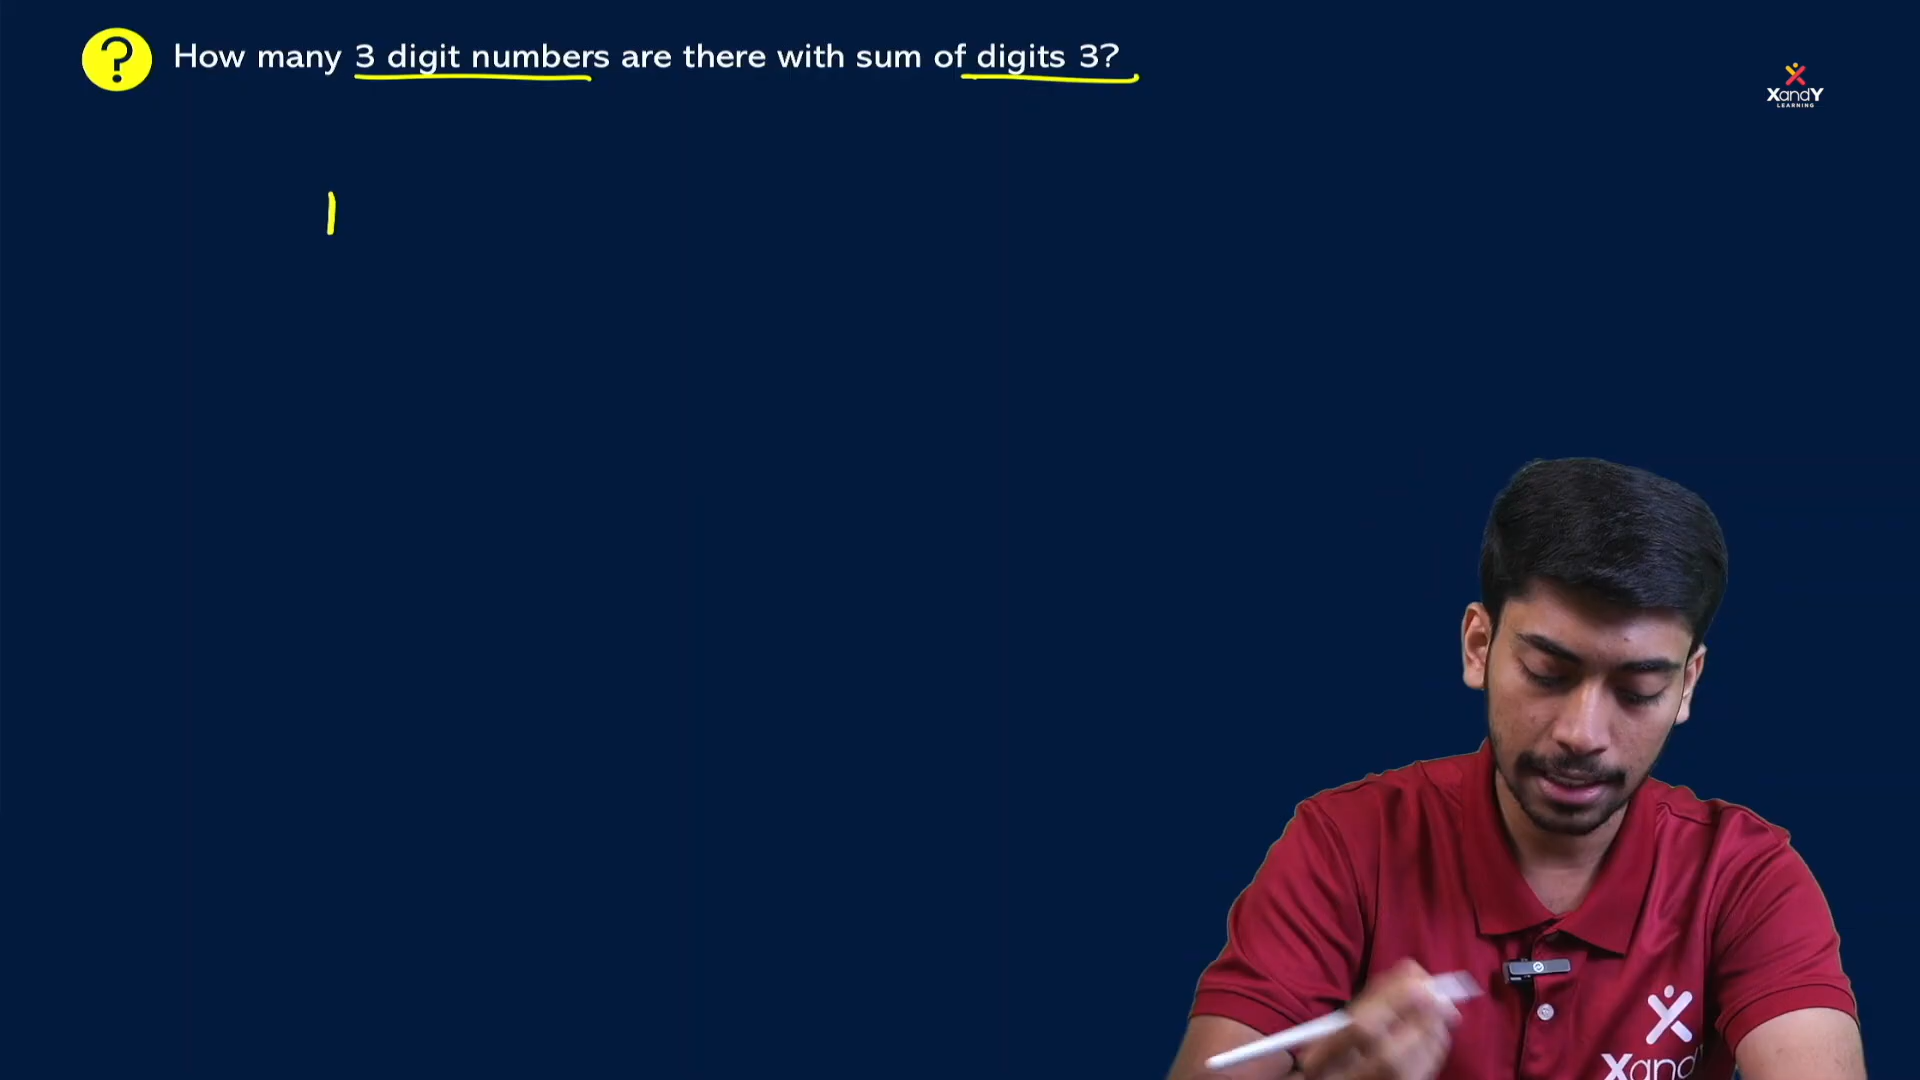 ? How many 3 digit numbers are there with sum of digits 3?
XandY
LEARNING
1
Xand